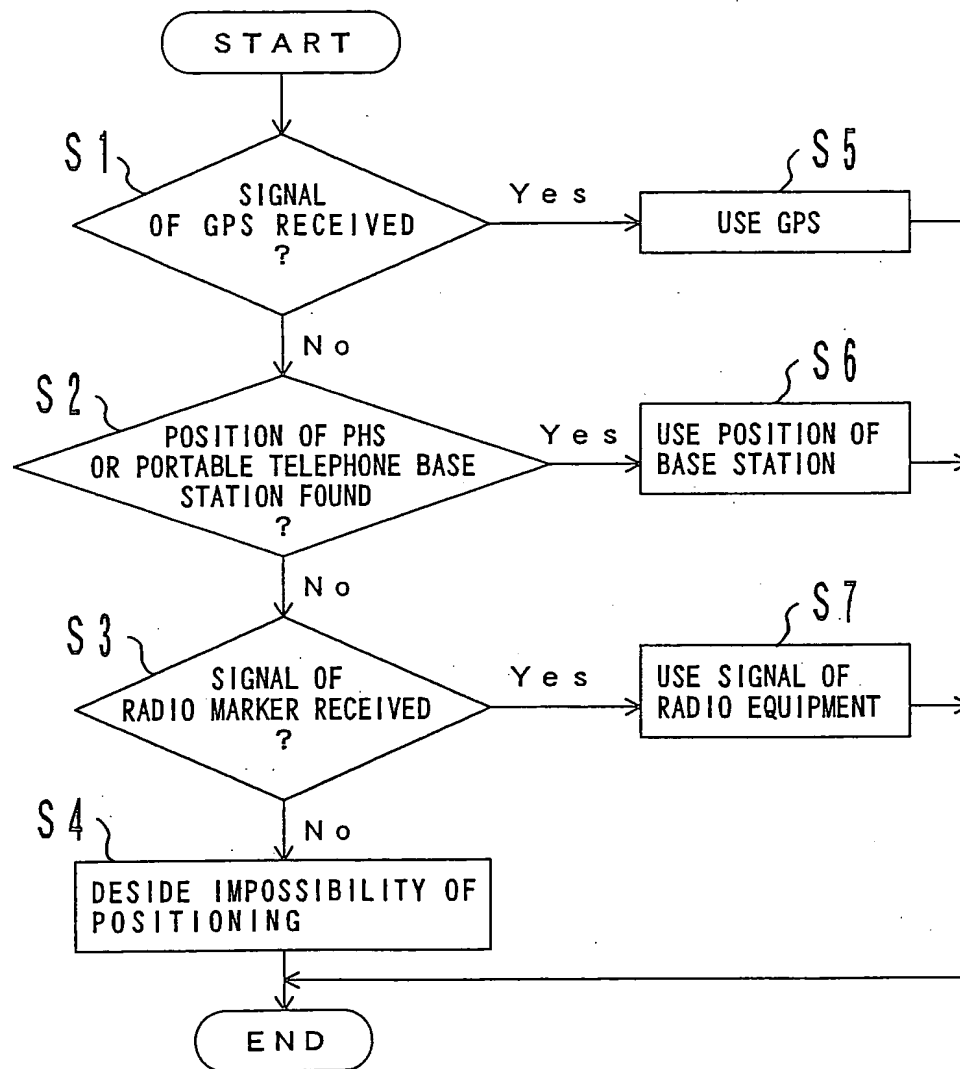 START
S1
SIGNAL
OF GPS RECEIVED
?
Yes
S5
USE GPS
No
S2
POSITION OF PHS
OR PORTABLE TELEPHONE BASE
STATION FOUND
?
Yes
S6
USE POSITION OF
BASE STATION
No
S3
SIGNAL OF
RADIO MARKER RECEIVED
?
Yes
S7
USE SIGNAL OF
RADIO EQUIPMENT
No
S4
DESIDE IMPOSSIBILITY OF
POSITIONING
END